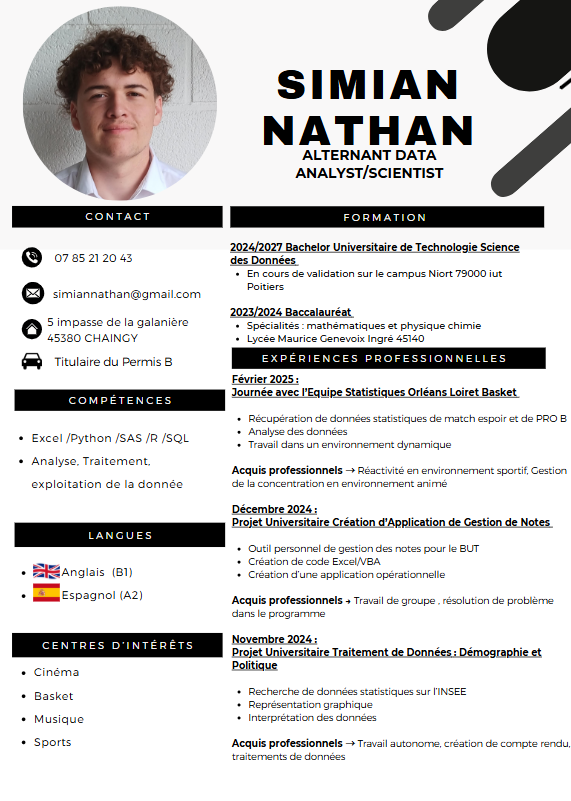 SIMIAN
NATHAN
ALTERNANT DATA
ANALYST/SCIENTIST
CONTACT
07 85 21 20 43
simiannathan@gmail.com
5 impasse de la galanière
45380 CHAINGY
Titulaire du Permis B
COMPÉTENCES
Excel /Python /SAS /R /SQL
Analyse, Traitement,
exploitation de la donnée
LANGUES
Anglais (B1)
Espagnol (A2)
CENTRES D'INTÉRÊTS
Cinéma
Basket
Musique
Sports
FORMATION
2024/2027 Bachelor Universitaire de Technologie Science
des Données
En cours de validation sur le campus Niort 79000 iut
Poitiers
2023/2024 Baccalauréat
Spécialités : mathématiques et physique chimie
Lycée Maurice Genevoix Ingré 45140
EXPÉRIENCES PROFESSIONNELLES
Février 2025 :
Journée avec l'Equipe Statistiques Orléans Loiret Basket
Récupération de données statistiques de match espoir et de PRO B
Analyse des données
Travail dans un environnement dynamique
Acquis professionnels → Réactivité en environnement sportif, Gestion
de la concentration en environnement animé
Décembre 2024 :
Projet Universitaire Création d'Application de Gestion de Notes
Outil personnel de gestion des notes pour le BUT
Création de code Excel/VBA
Création d'une application opérationnelle
Acquis professionnels → Travail de groupe , résolution de problème
dans le programme
Novembre 2024 :
Projet Universitaire Traitement de Données : Démographie et
Politique
Recherche de données statistiques sur l'INSEE
Représentation graphique
Interprétation des données
Acquis professionnels → Travail autonome, création de compte rendu,
traitements de données